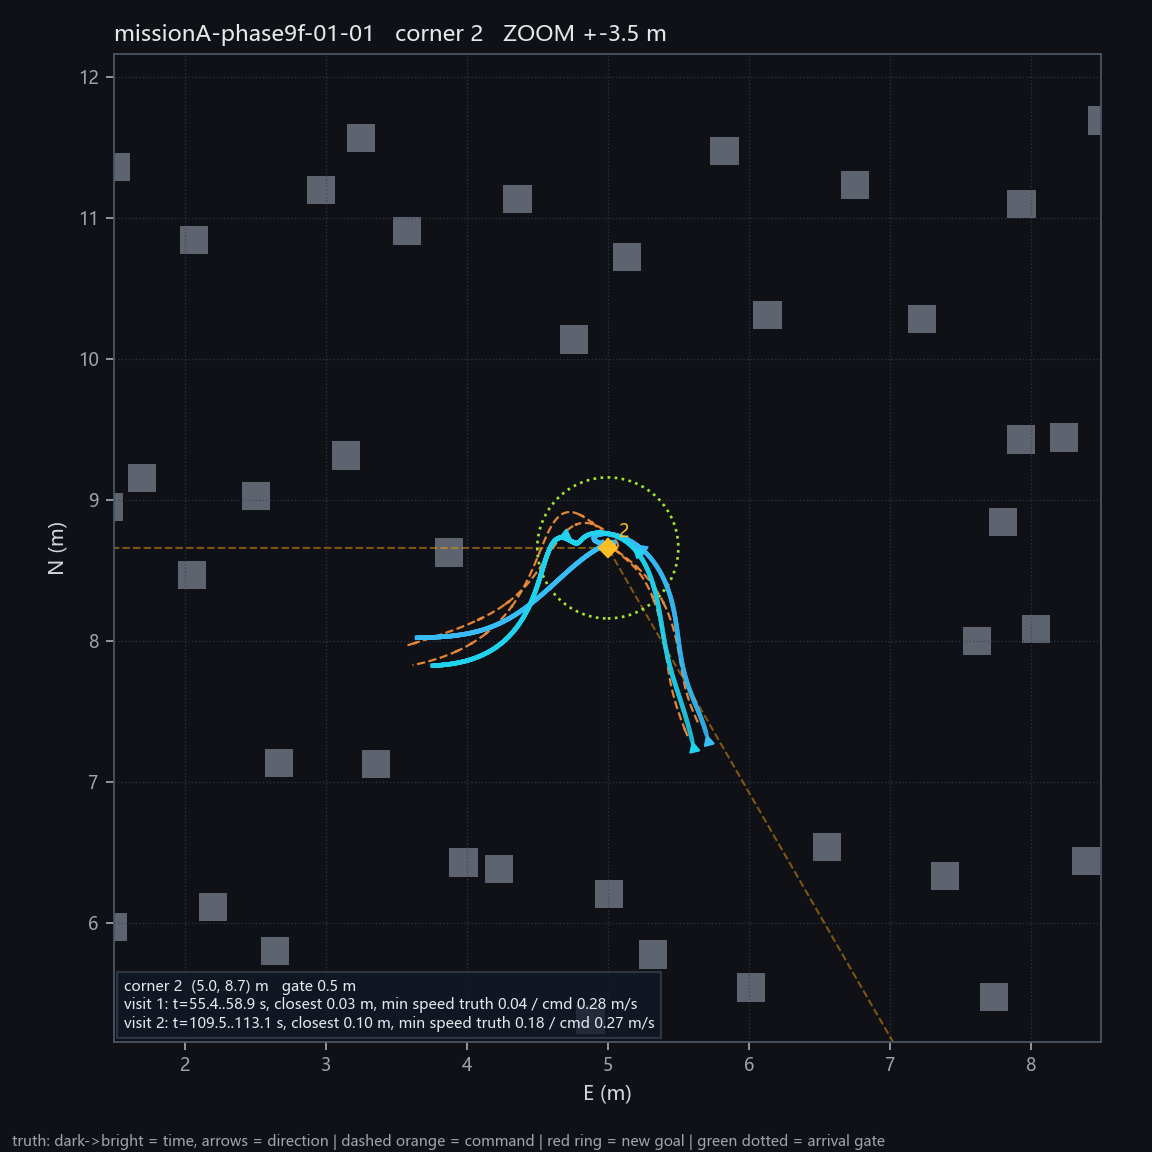 missionA-phase9f-01-01   corner 2   ZOOM +-3.5 m
12
11
10
9
8
7
6
N (m)
2
corner 2  (5.0, 8.7) m   gate 0.5 m
visit 1: t=55.4..58.9 s, closest 0.03 m, min speed truth 0.04 / cmd 0.28 m/s
visit 2: t=109.5..113.1 s, closest 0.10 m, min speed truth 0.18 / cmd 0.27 m/s
2 3 4 5 6 7 8
E (m)
truth: dark->bright = time, arrows = direction | dashed orange = command | red ring = new goal | green dotted = arrival gate